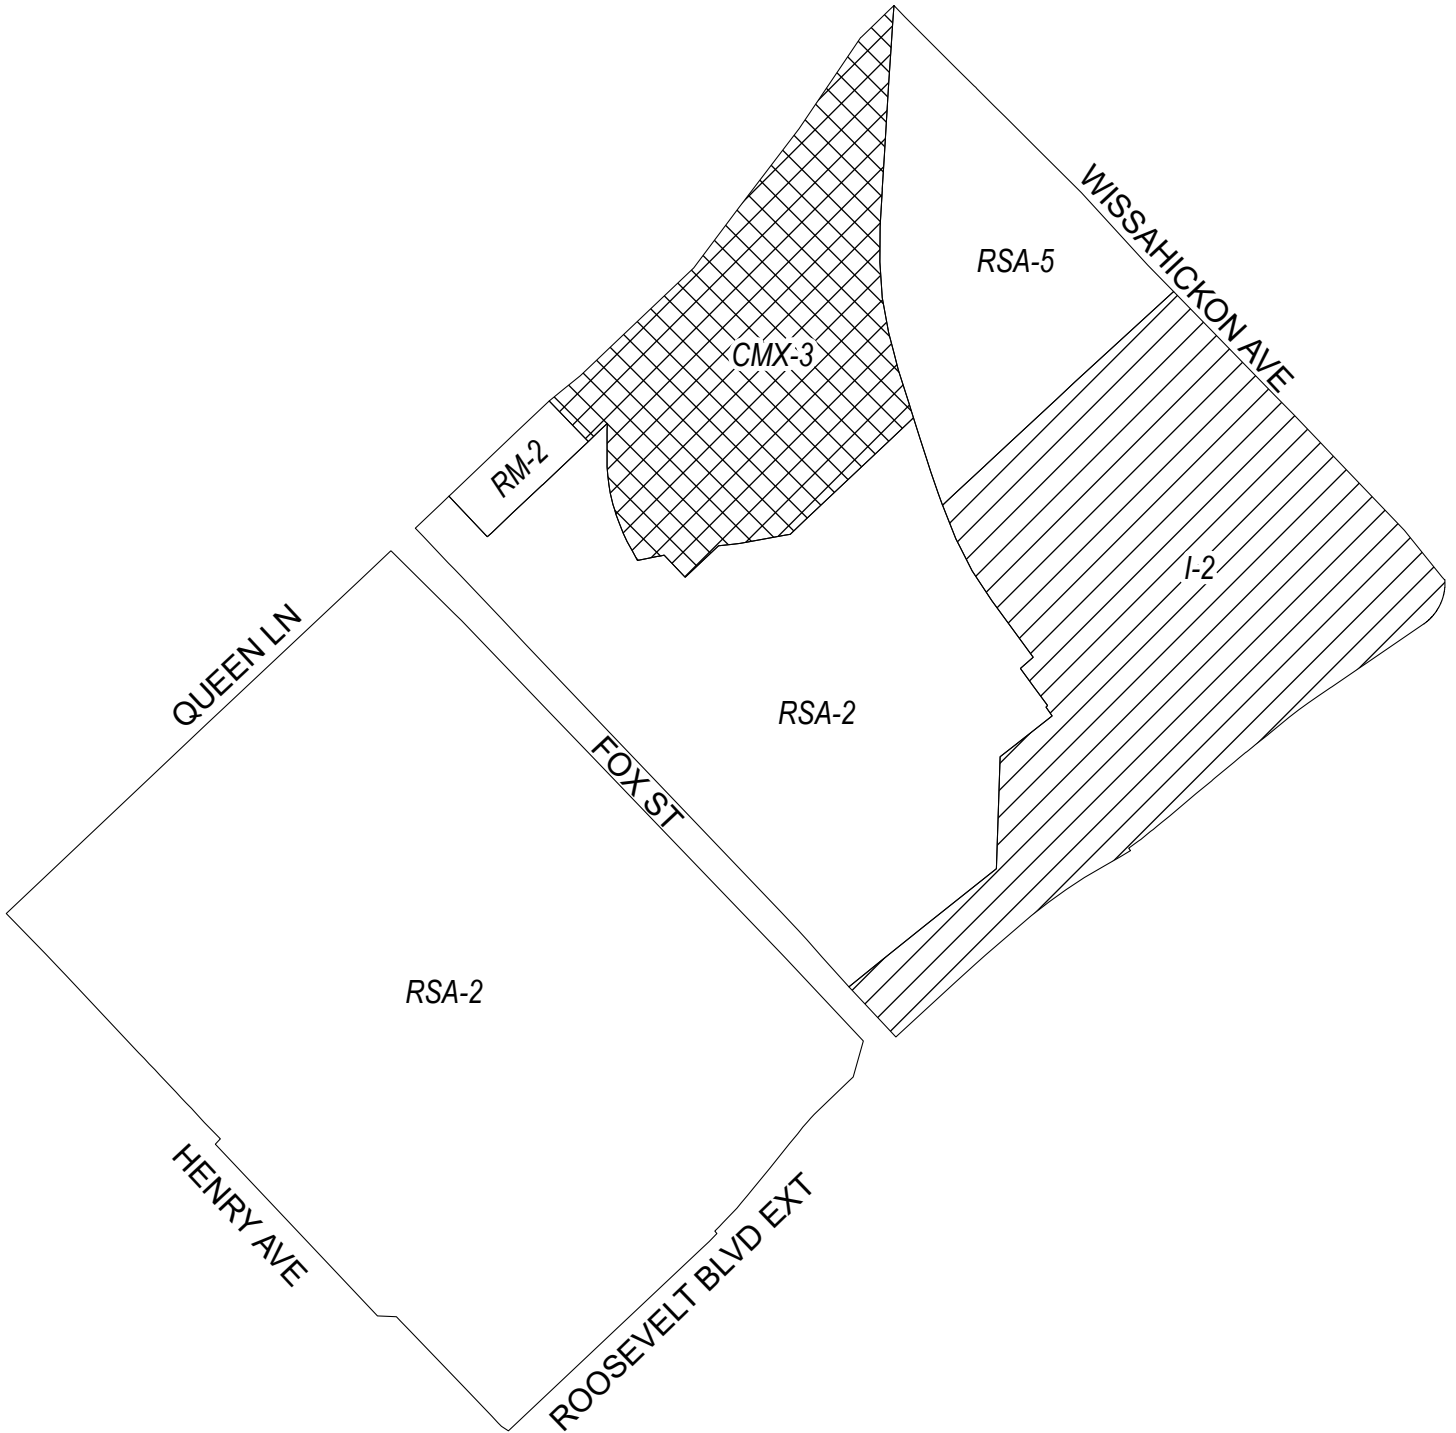 WISSAHICKON AVE
RSA-5
CMX-3
RM-2
I-2
QUEEN LN
RSA-2
FOX ST
RSA-2
HENRY AVE
ROOSEVELT BLVD EXT